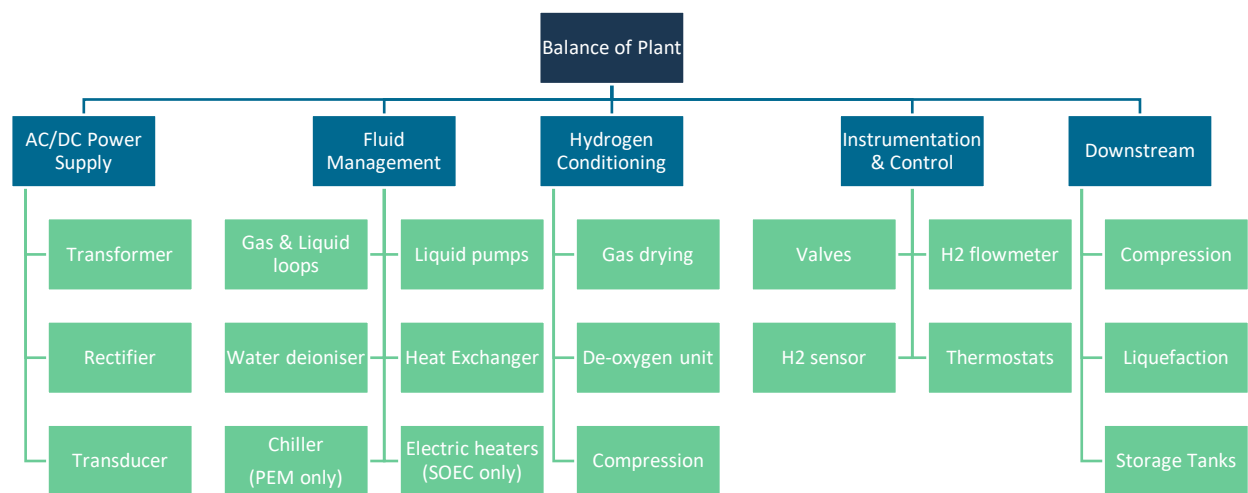 Balance of Plant
AC/DC Power
Supply
Fluid
Management
Hydrogen
Conditioning
Instrumentation
& Control
Downstream
Transformer
Gas & Liquid
loops
Liquid pumps
Gas drying
Valves
H2 flowmeter
Compression
Rectifier
Water deioniser
Heat Exchanger
De-oxygen unit
H2 sensor
Thermostats
Liquefaction
Transducer
Chiller
(PEM only)
Electric heaters
(SOEC only)
Compression
Storage Tanks